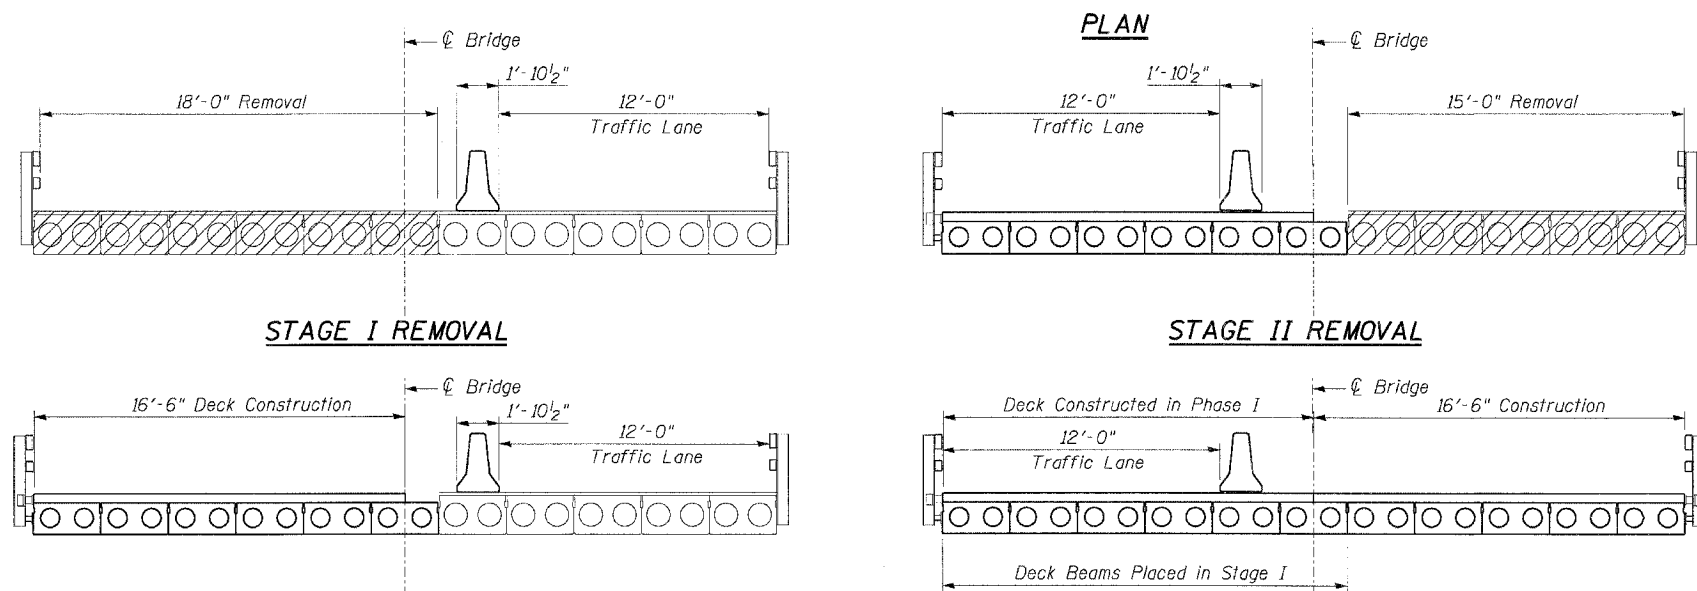 PLAN
℄ Bridge
1'-10½"
18'-0" Removal
12'-0"
Traffic Lane
STAGE I REMOVAL
℄ Bridge
1'-10½"
12'-0"
Traffic Lane
15'-0" Removal
STAGE II REMOVAL
℄ Bridge
16'-6" Deck Construction
1'-10½"
12'-0"
Traffic Lane
℄ Bridge
Deck Constructed in Phase I
16'-6" Construction
12'-0"
Traffic Lane
Deck Beams Placed in Stage I